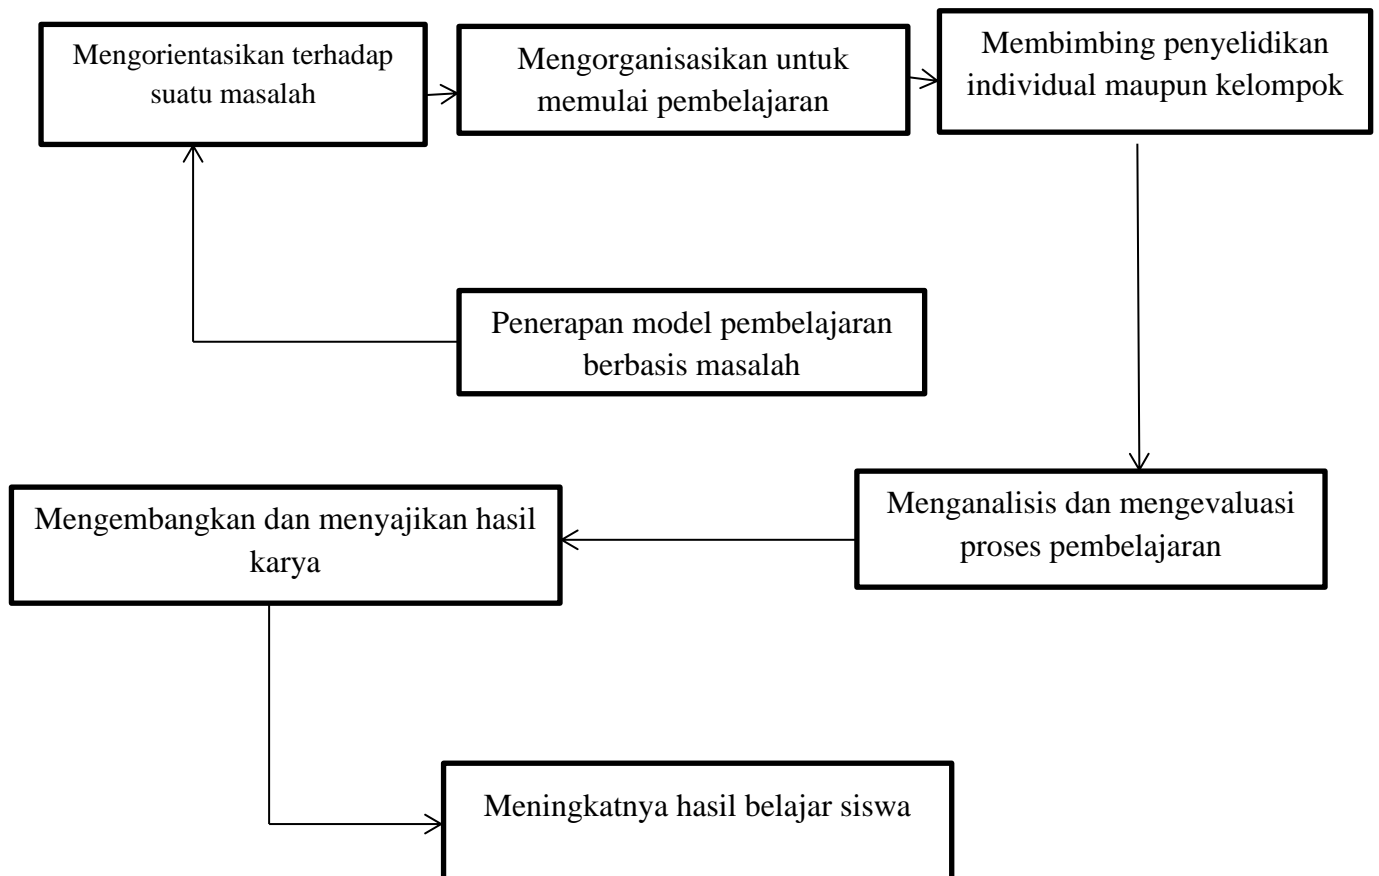 Mengorientasikan terhadap
suatu masalah
Mengorganisasikan untuk
memulai pembelajaran
Membimbing penyelidikan
individual maupun kelompok
Penerapan model pembelajaran
berbasis masalah
Mengembangkan dan menyajikan hasil
karya
Menganalisis dan mengevaluasi
proses pembelajaran
Meningkatnya hasil belajar siswa